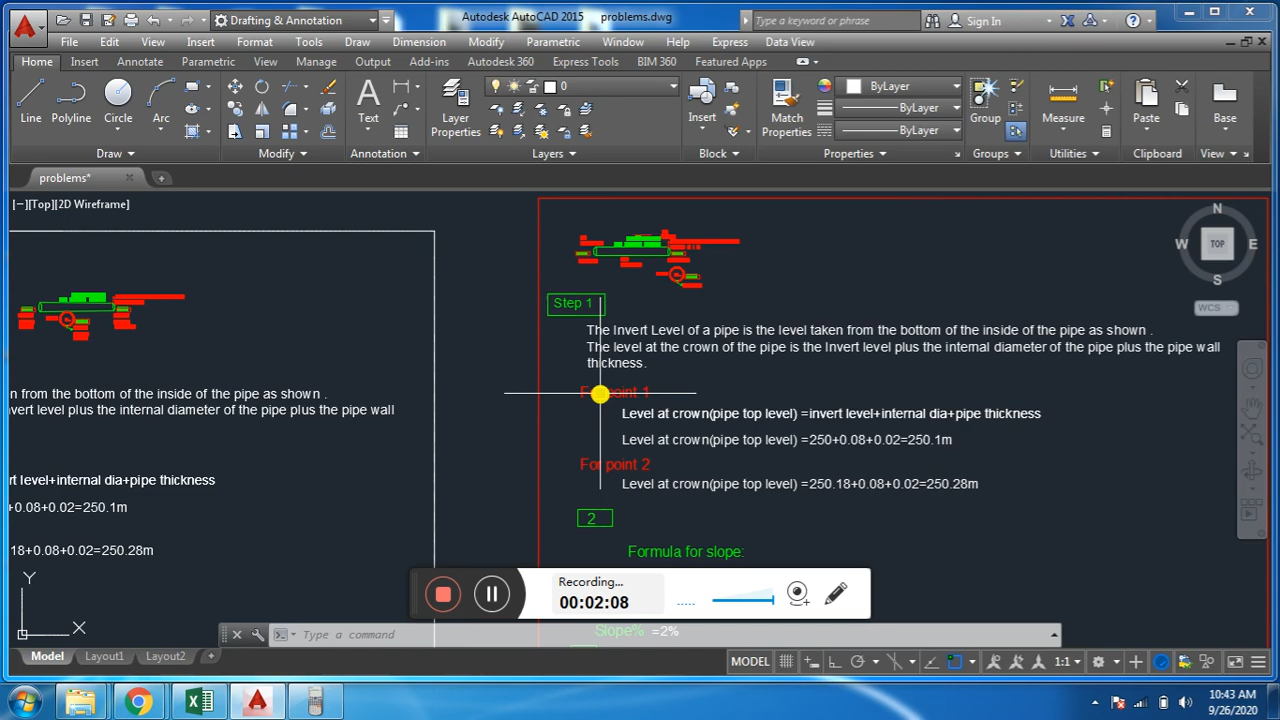 Drafting & Annotation
Autodesk AutoCAD 2015 problems.dwg
Type a keyword or phrase
Sign In
File Edit View Insert Format Tools Draw Dimension Modify Parametric Window Help Express Data View
Home Insert Annotate Parametric View Manage Output Add-ins Autodesk 360 Express Tools BIM 360 Featured Apps
0
ByLayer
ByLayer
ByLayer
Line Polyline Circle Arc Text Layer Properties Insert Match Properties Group Measure Paste Base
Draw Modify Annotation Layers Block Properties Groups Utilities Clipboard View
problems*
[−][Top][2D Wireframe]
N
W TOP E
S
WCS
Step 1
The Invert Level of a pipe is the level taken from the bottom of the inside of the pipe as shown .
The level at the crown of the pipe is the Invert level plus the internal diameter of the pipe plus the pipe wall
thickness.
For point 1
Level at crown(pipe top level) =invert level+internal dia+pipe thickness
Level at crown(pipe top level) =250+0.08+0.02=250.1m
For point 2
Level at crown(pipe top level) =250.18+0.08+0.02=250.28m
2
Formula for slope:
Slope% =2%
n from the bottom of the inside of the pipe as shown .
vert level plus the internal diameter of the pipe plus the pipe wall
rt level+internal dia+pipe thickness
0+0.08+0.02=250.1m
18+0.08+0.02=250.28m
Y
X
Recording...
00:02:08
Type a command
Model Layout1 Layout2
MODEL
1:1
10:43 AM
9/26/2020